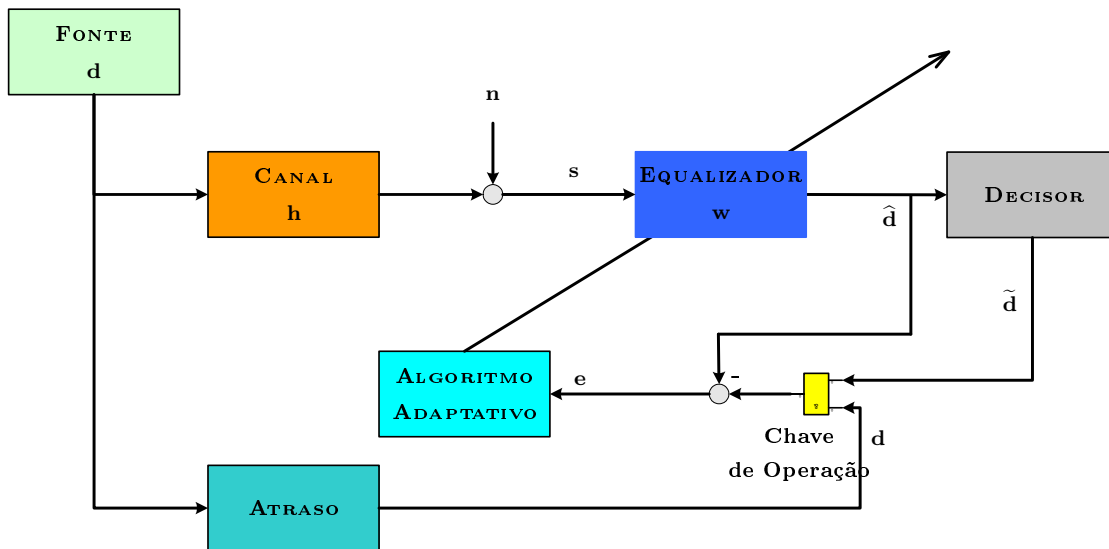 Fonte
d
n
Canal
h
s
Equalizador
w
d̂
Decisor
d̃
Algoritmo
Adaptativo
e
-
Chave
de Operação
d
Atraso